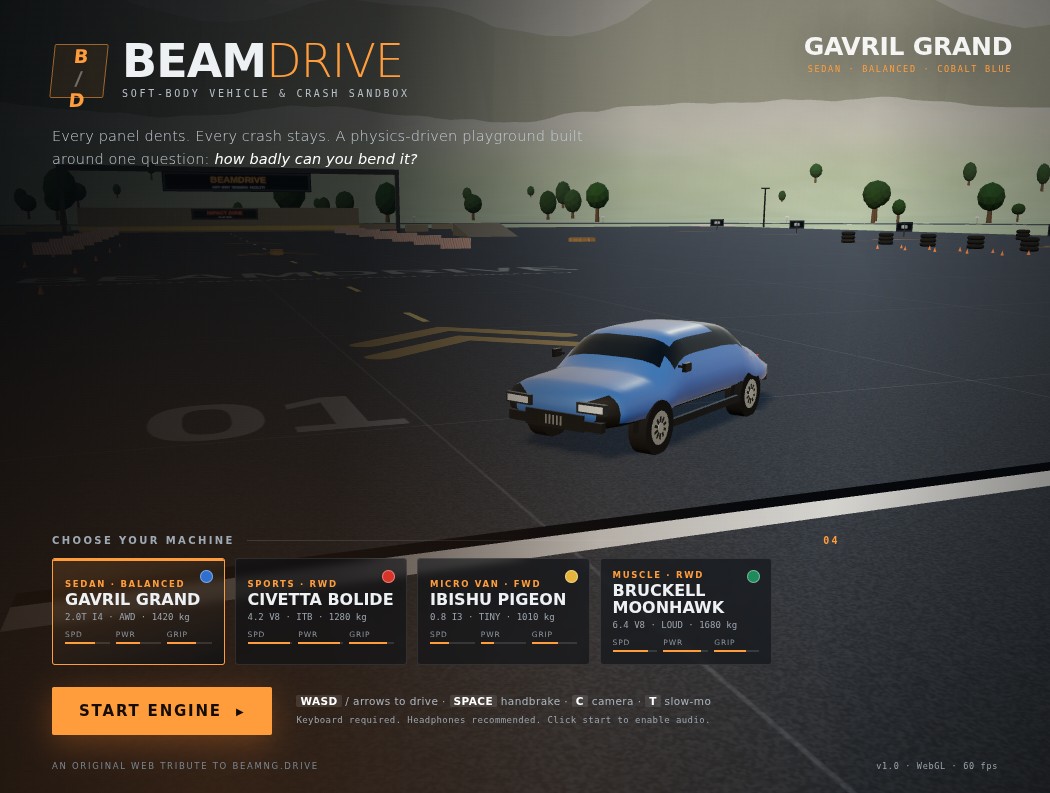 B
/
D
BEAMDRIVE
SOFT-BODY VEHICLE & CRASH SANDBOX
GAVRIL GRAND
SEDAN · BALANCED · COBALT BLUE
Every panel dents. Every crash stays. A physics-driven playground built
around one question: how badly can you bend it?
BEAMDRIVE
BEAMDRIVE
01
CHOOSE YOUR MACHINE
04
SEDAN · BALANCED
GAVRIL GRAND
2.0T I4 · AWD · 1420 kg
SPD PWR GRIP
SPORTS · RWD
CIVETTA BOLIDE
4.2 V8 · ITB · 1280 kg
SPD PWR GRIP
MICRO VAN · FWD
IBISHU PIGEON
0.8 I3 · TINY · 1010 kg
SPD PWR GRIP
MUSCLE · RWD
BRUCKELL
MOONHAWK
6.4 V8 · LOUD · 1680 kg
SPD PWR GRIP
START ENGINE ▸
WASD / arrows to drive · SPACE handbrake · C camera · T slow-mo
Keyboard required. Headphones recommended. Click start to enable audio.
AN ORIGINAL WEB TRIBUTE TO BEAMNG.DRIVE
v1.0 · WebGL · 60 fps